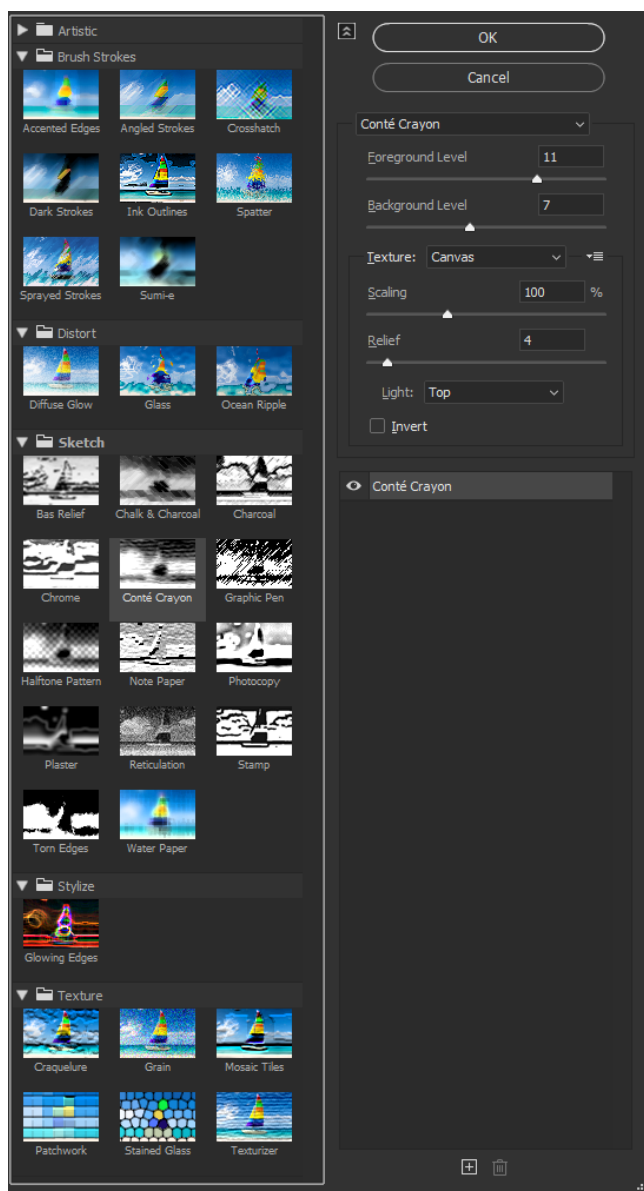 Artistic
Brush Strokes
Accented Edges
Angled Strokes
Crosshatch
Dark Strokes
Ink Outlines
Spatter
Sprayed Strokes
Sumi-e
Distort
Diffuse Glow
Glass
Ocean Ripple
Sketch
Bas Relief
Chalk & Charcoal
Charcoal
Chrome
Conté Crayon
Graphic Pen
Halftone Pattern
Note Paper
Photocopy
Plaster
Reticulation
Stamp
Torn Edges
Water Paper
Stylize
Glowing Edges
Texture
Craquelure
Grain
Mosaic Tiles
Patchwork
Stained Glass
Texturizer
OK
Cancel
Conté Crayon
Foreground Level 11
Background Level 7
Texture: Canvas
Scaling 100 %
Relief 4
Light: Top
Invert
Conté Crayon